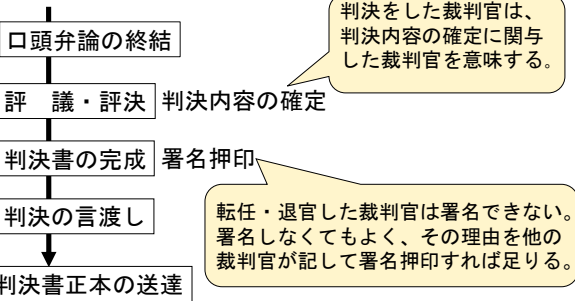 判決をした裁判官は、
判決内容の確定に関与
した裁判官を意味する。
口頭弁論の終結
評　議・評決 判決内容の確定
判決書の完成 署名押印
判決の言渡し
転任・退官した裁判官は署名できない。
署名しなくてもよく、その理由を他の
裁判官が記して署名押印すれば足りる。
判決書正本の送達